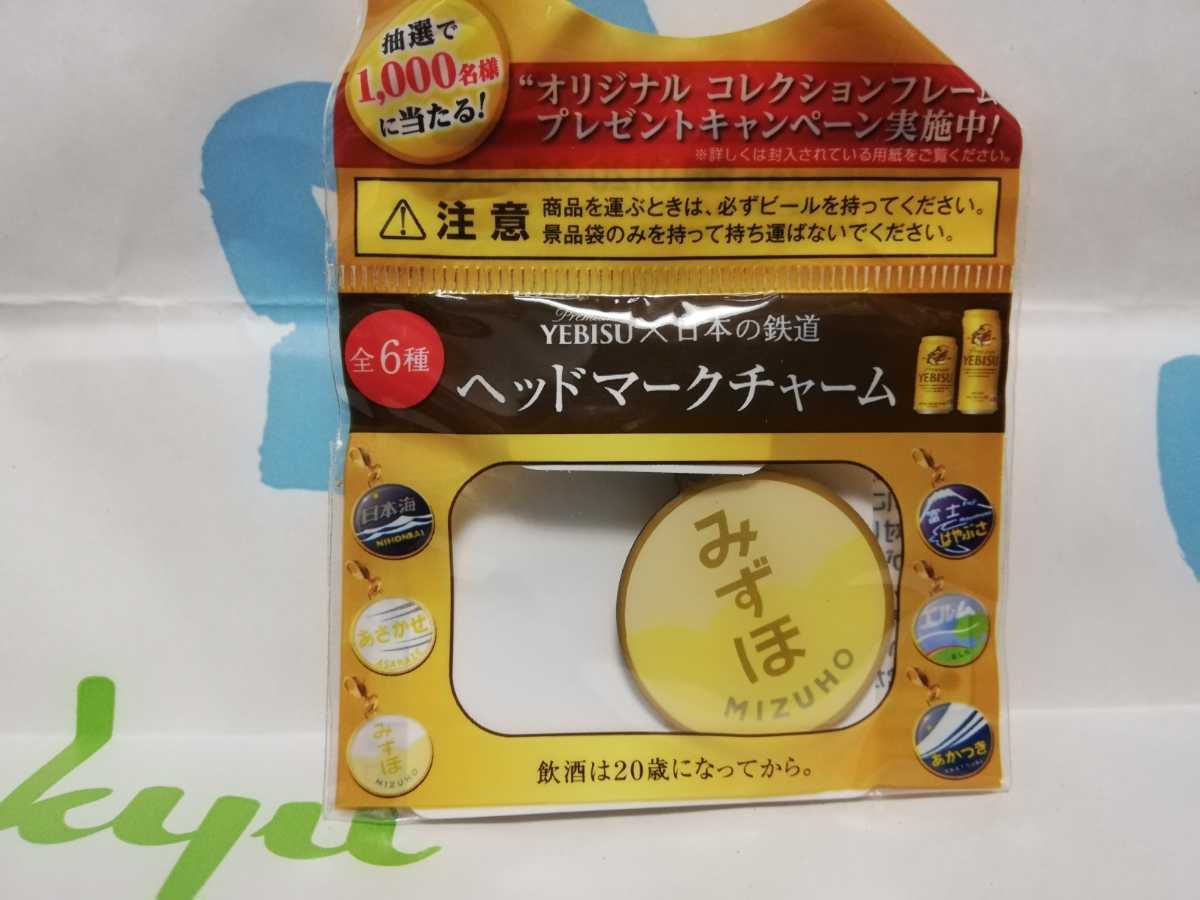 抽選で
1,000名様
に当たる!
“オリジナル コレクションフレーム
プレゼントキャンペーン実施中!
※詳しくは封入されている用紙をご覧ください。
注意
商品を運ぶときは、必ずビールを持ってください。
景品袋のみを持って持ち運ばないでください。
全6種
Premium
YEBISU×日本の鉄道
ヘッドマークチャーム
YEBISU
YEBISU
日本海
NIHONKAI
あさかぜ
ASAKAZE
みずほ
MIZUHO
みずほ
MIZUHO
富士
はやぶさ
エルム
ELM
あかつき
AKATSUKI
飲酒は20歳になってから。
kyu